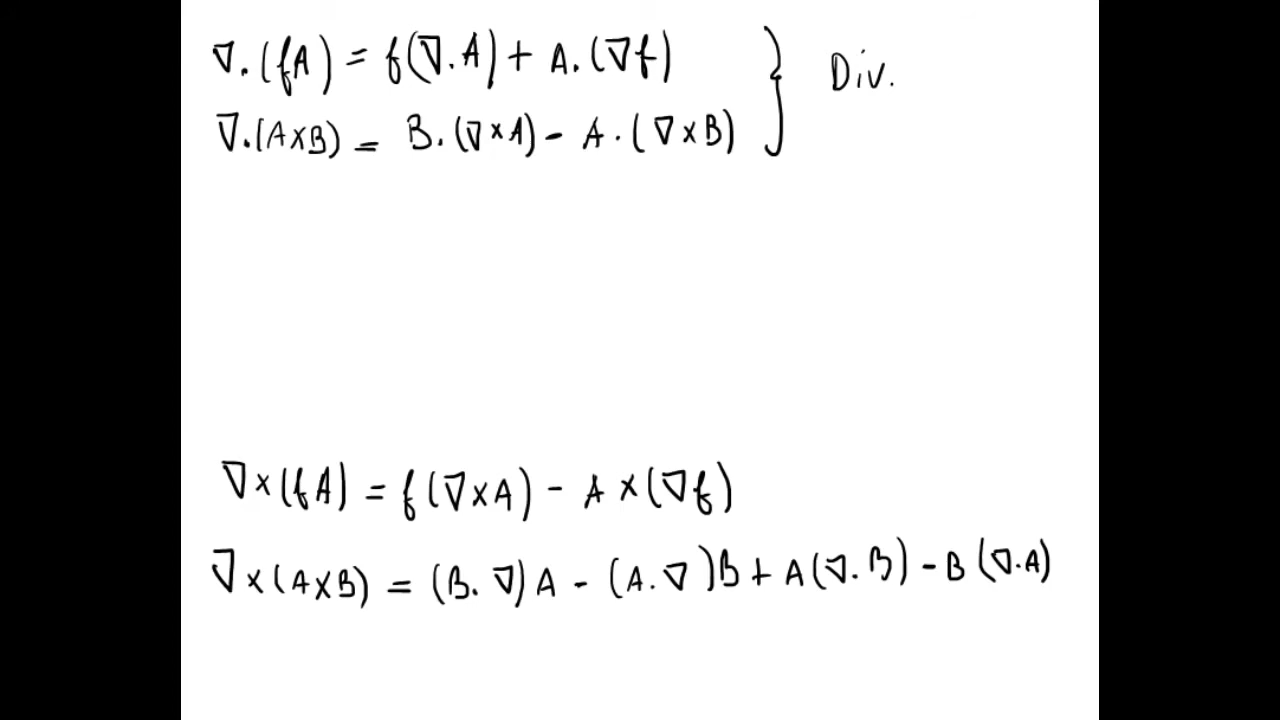 ∇.(fA) = f(∇.A) + A.(∇f) } Div.
∇.(A×B) = B.(∇×A) - A.(∇×B)
∇×(fA) = f(∇×A) - A×(∇f)
∇×(A×B) = (B.∇)A - (A.∇)B + A(∇.B) - B(∇.A)